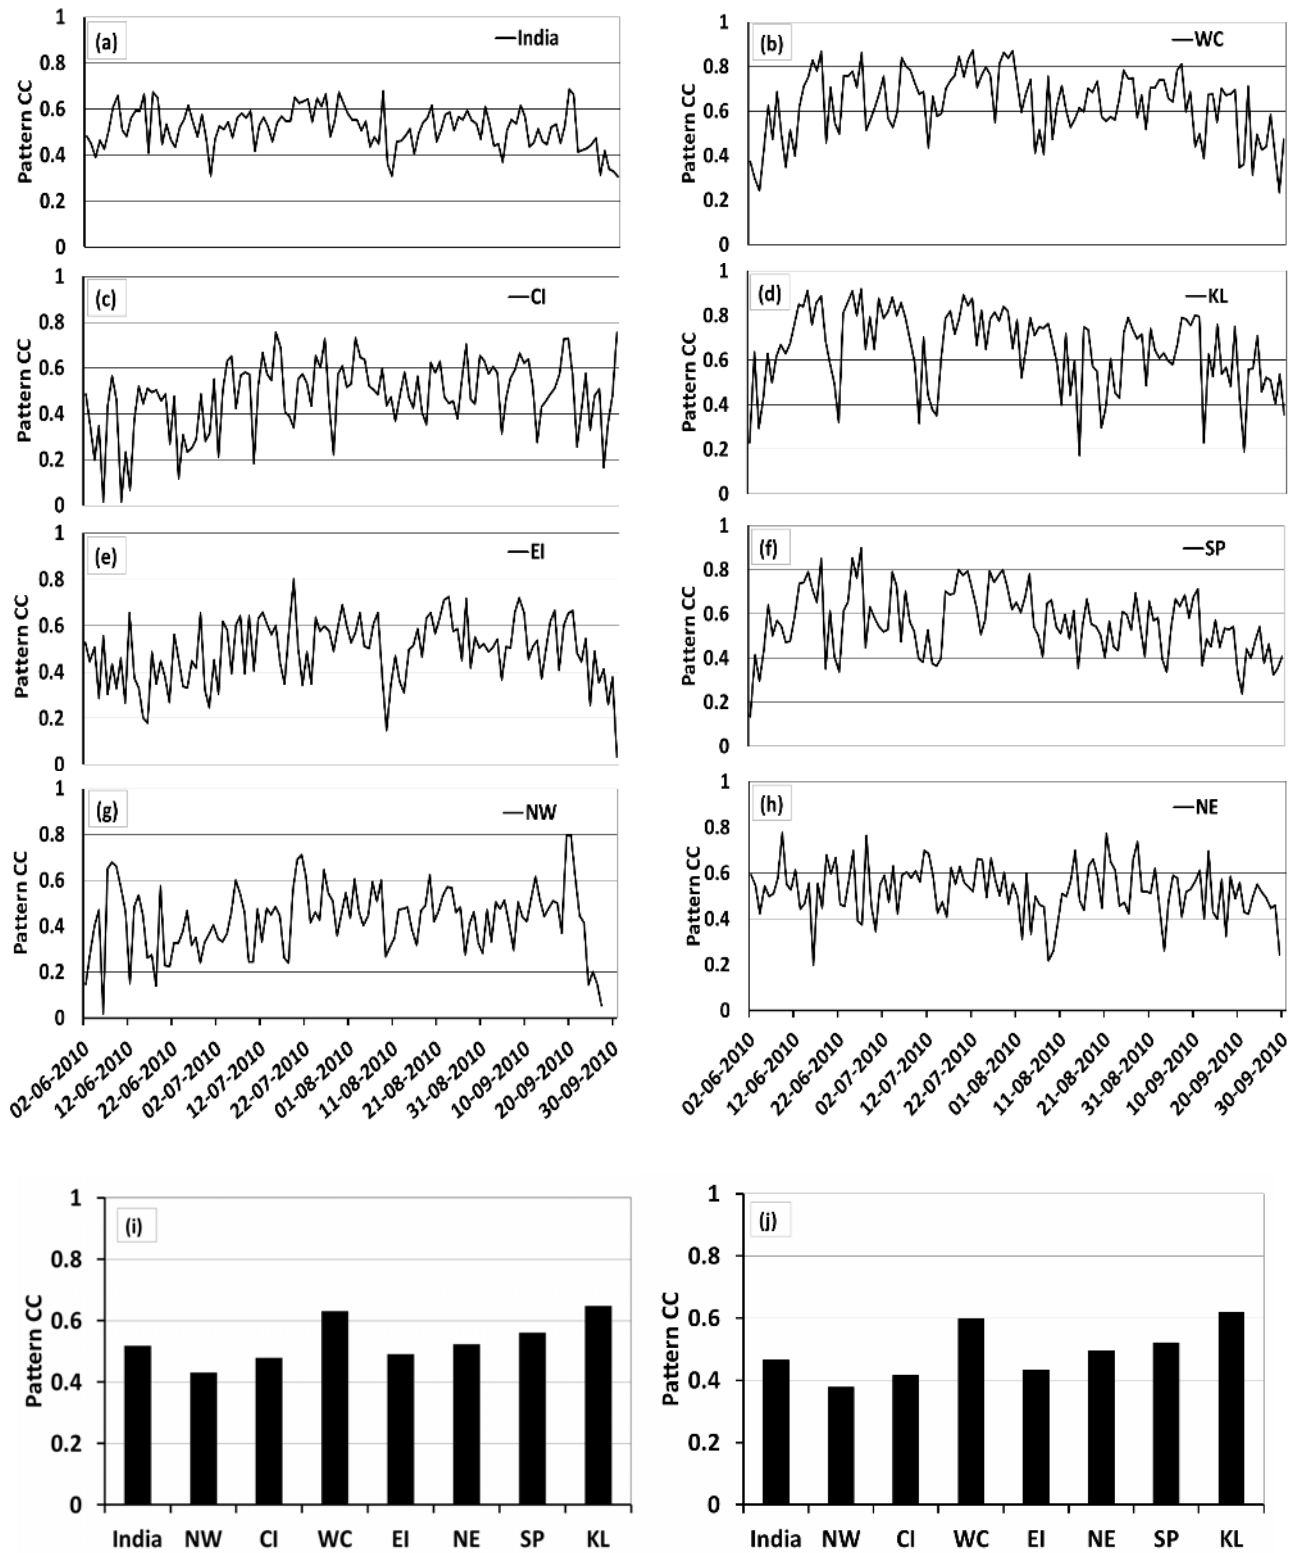 (a)
India
Pattern CC
1
0.8
0.6
0.4
0.2
0
(b)
WC
Pattern CC
1
0.8
0.6
0.4
0.2
0
(c)
CI
Pattern CC
1
0.8
0.6
0.4
0.2
0
(d)
KL
Pattern CC
1
0.8
0.6
0.4
0.2
0
(e)
EI
Pattern CC
1
0.8
0.6
0.4
0.2
0
(f)
SP
Pattern CC
1
0.8
0.6
0.4
0.2
0
(g)
NW
Pattern CC
1
0.8
0.6
0.4
0.2
0
02-06-2010
12-06-2010
22-06-2010
02-07-2010
12-07-2010
22-07-2010
01-08-2010
11-08-2010
21-08-2010
31-08-2010
10-09-2010
20-09-2010
30-09-2010
(h)
NE
Pattern CC
1
0.8
0.6
0.4
0.2
0
02-06-2010
12-06-2010
22-06-2010
02-07-2010
12-07-2010
22-07-2010
01-08-2010
11-08-2010
21-08-2010
31-08-2010
10-09-2010
20-09-2010
30-09-2010
(i)
Pattern CC
1
0.8
0.6
0.4
0.2
0
India NW CI WC EI NE SP KL
(j)
Pattern CC
1
0.8
0.6
0.4
0.2
0
India NW CI WC EI NE SP KL